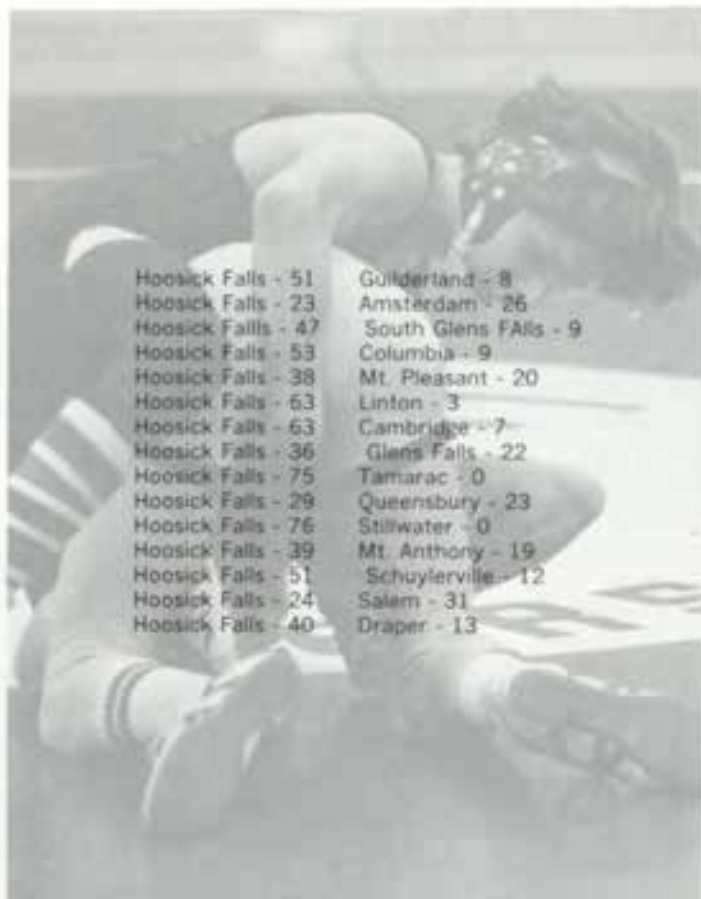 Hoosick Falls - 51 Guilderland - 8
Hoosick Falls - 23 Amsterdam - 26
Hoosick Fallls - 47 South Glens FAlls - 9
Hoosick Falls - 53 Columbia - 9
Hoosick Falls - 38 Mt. Pleasant - 20
Hoosick Falls - 63 Linton - 3
Hoosick Falls - 63 Cambridge - 7
Hoosick Falls - 36 Glens Falls - 22
Hoosick Falls - 75 Tamarac - 0
Hoosick Falls - 29 Queensbury - 23
Hoosick Falls - 76 Stillwater - 0
Hoosick Falls - 39 Mt. Anthony - 19
Hoosick Falls - 51 Schuylerville - 12
Hoosick Falls - 24 Salem - 31
Hoosick Falls - 40 Draper - 13